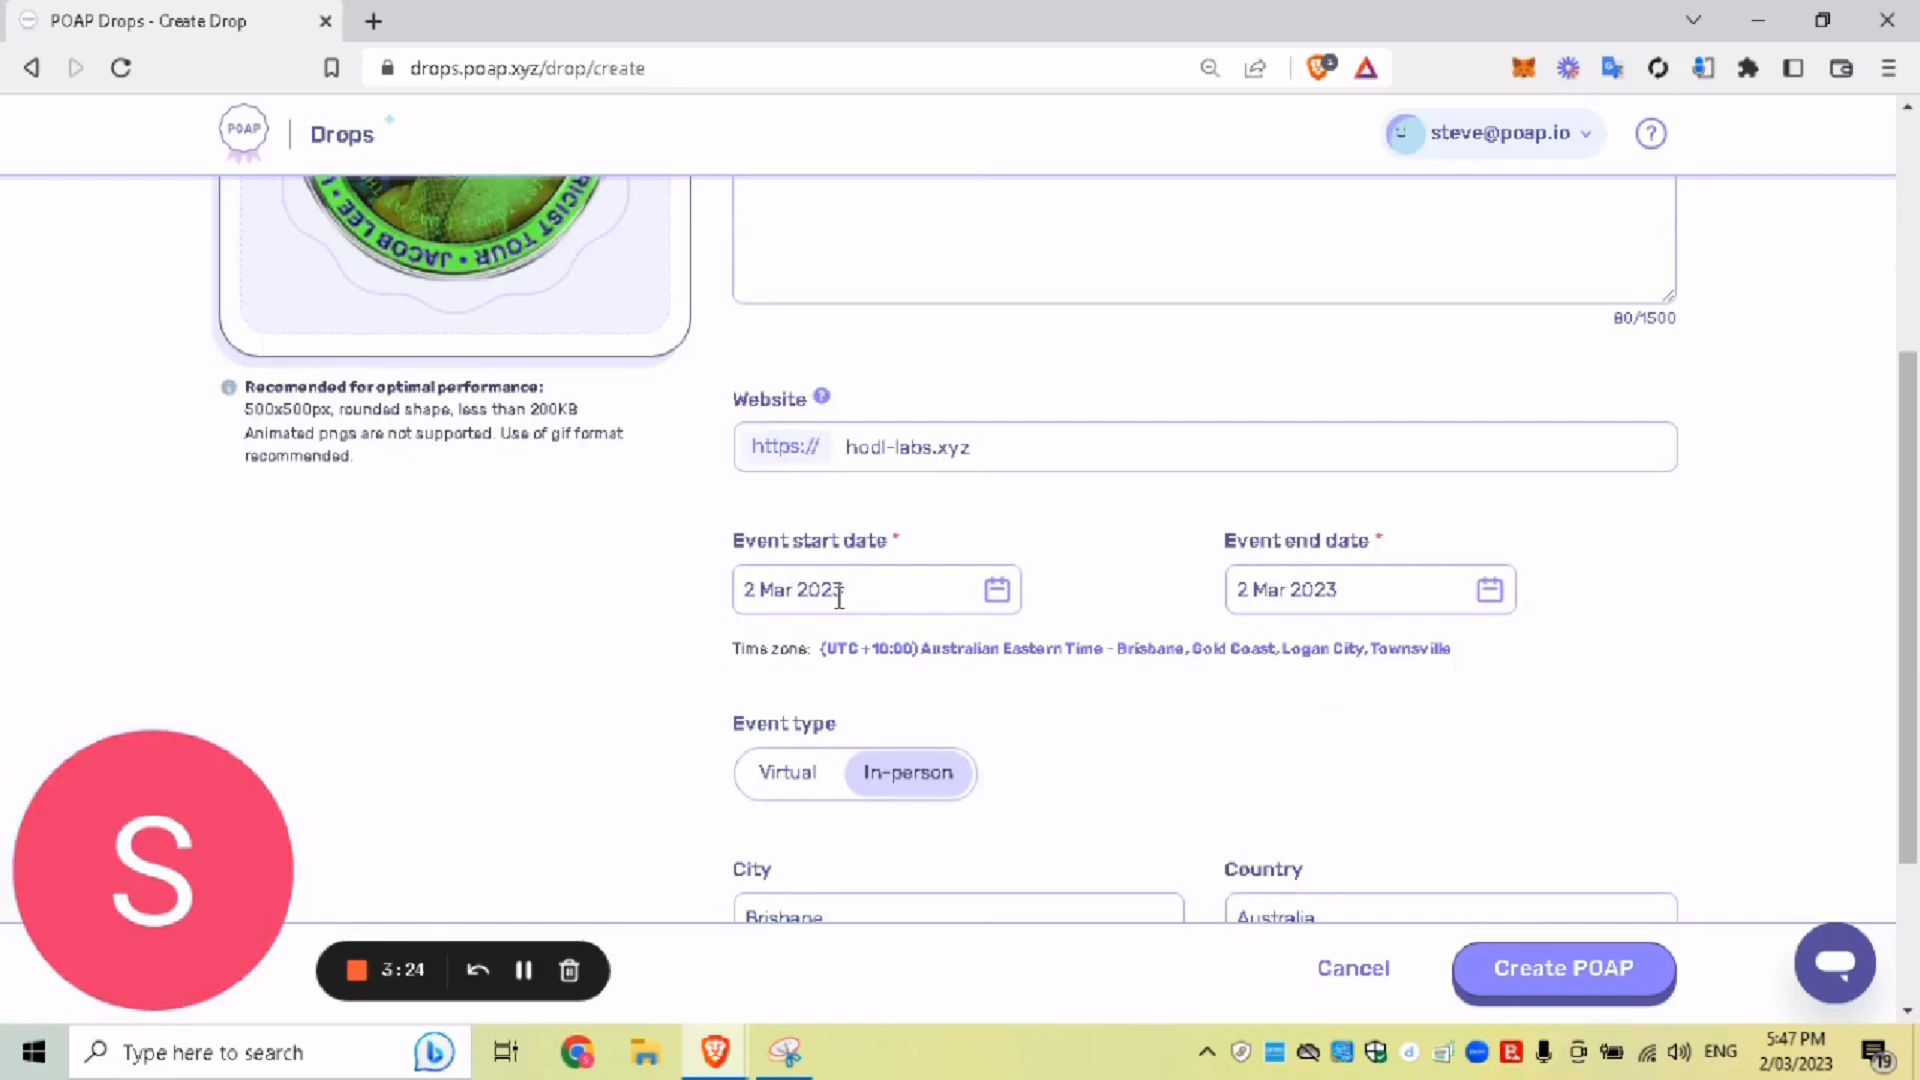 POAP Drops - Create Drop
drops.poap.xyz/drop/create
POAP
Drops
steve@poap.io
?
RICIST TOUR • JACOB LEE •
80/1500
Recomended for optimal performance:
500x500px, rounded shape, less than 200KB
Animated pngs are not supported. Use of gif format
recommended.
Website
https://
hodl-labs.xyz
Event start date *
Event end date *
2 Mar 2023
2 Mar 2023
Time zone: (UTC +10:00) Australian Eastern Time - Brisbane, Gold Coast, Logan City, Townsville
Event type
Virtual
In-person
City
Country
Brisbane
Australia
S
3:24
Cancel
Create POAP
Type here to search
ENG
5:47 PM
2/03/2023
19